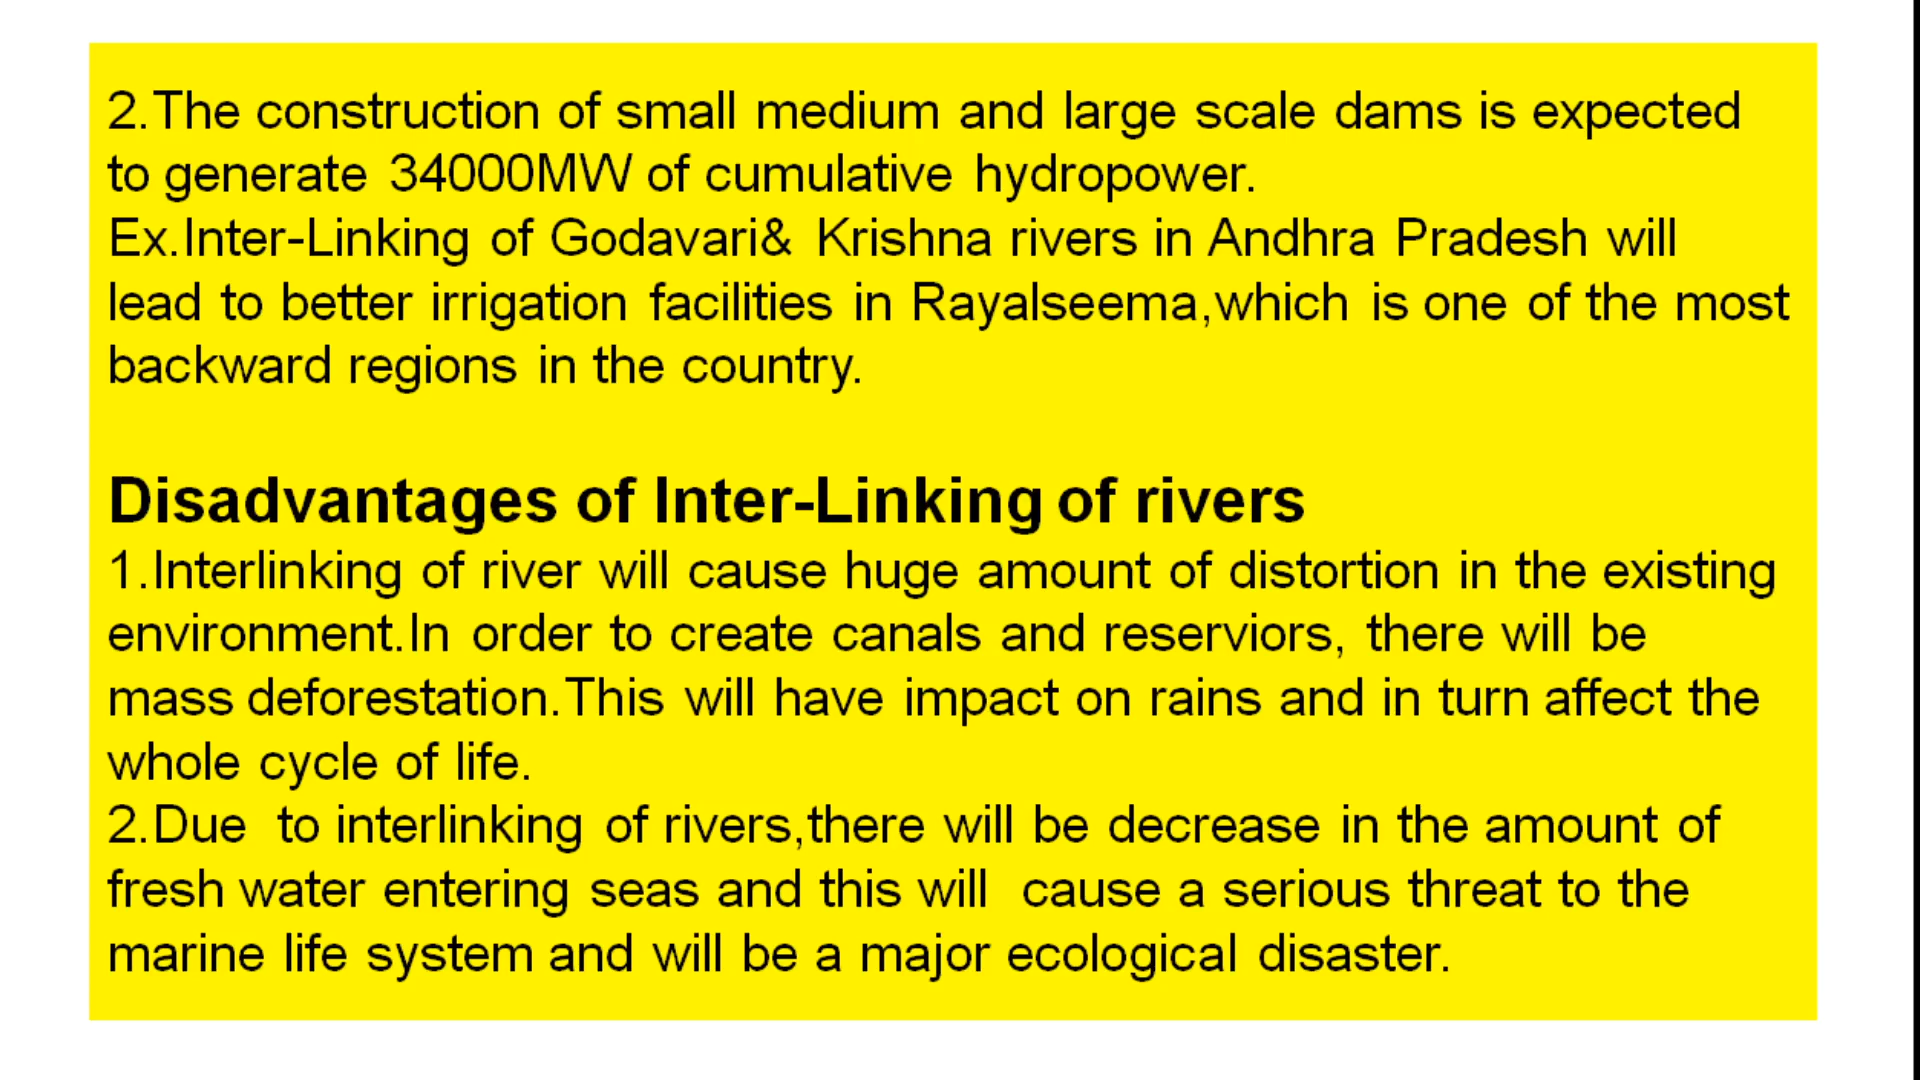 2.The construction of small medium and large scale dams is expected
to generate 34000MW of cumulative hydropower.
Ex.Inter-Linking of Godavari& Krishna rivers in Andhra Pradesh will
lead to better irrigation facilities in Rayalseema,which is one of the most
backward regions in the country.
Disadvantages of Inter-Linking of rivers
1.Interlinking of river will cause huge amount of distortion in the existing
environment.In order to create canals and reserviors, there will be
mass deforestation.This will have impact on rains and in turn affect the
whole cycle of life.
2.Due to interlinking of rivers,there will be decrease in the amount of
fresh water entering seas and this will cause a serious threat to the
marine life system and will be a major ecological disaster.